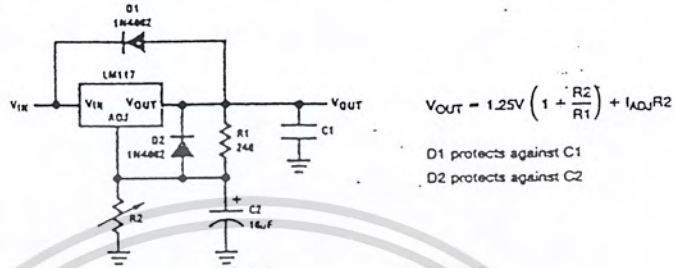 D1
1N4002
LM117
VIN
VIN VOUT
ADJ
VOUT
D2
1N4002
R1
240
C1
R2
+
C2
10µF
VOUT = 1.25V (1 + R2/R1) + IADJR2
D1 protects against C1
D2 protects against C2